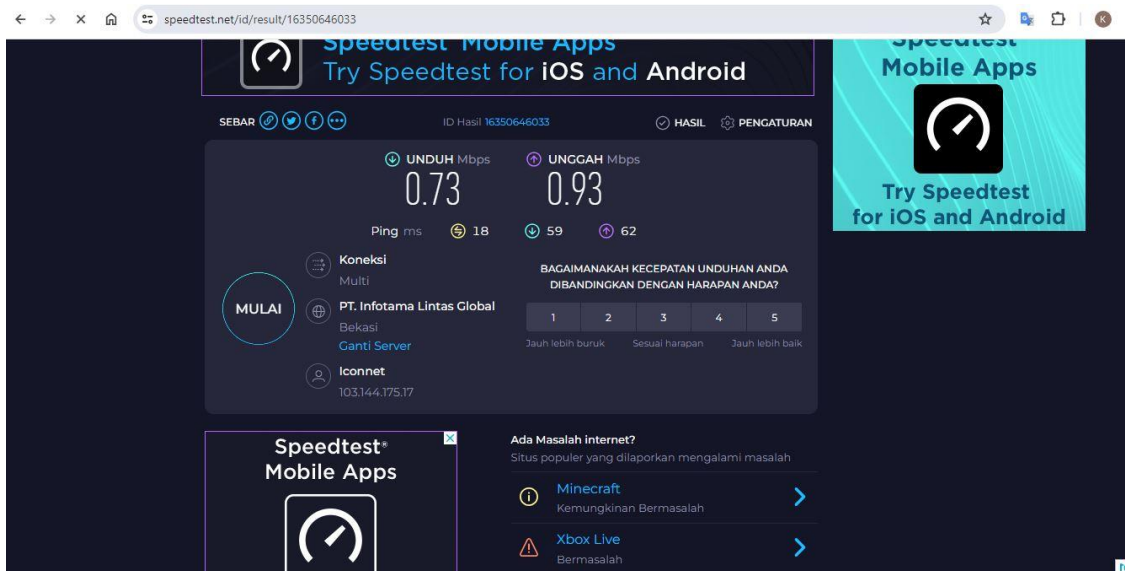 speedtest.net/id/result/16350646033
K
Speedtest® Mobile Apps
Try Speedtest for iOS and Android
Speedtest
Mobile Apps
Try Speedtest
for iOS and Android
SEBAR
ID Hasil 16350646033
HASIL
PENGATURAN
UNDUH Mbps
0.73
UNGGAH Mbps
0.93
Ping ms 18 59 62
MULAI
Koneksi
Multi
PT. Infotama Lintas Global
Bekasi
Ganti Server
Iconnet
103.144.175.17
BAGAIMANAKAH KECEPATAN UNDUHAN ANDA
DIBANDINGKAN DENGAN HARAPAN ANDA?
1 2 3 4 5
Jauh lebih buruk Sesuai harapan Jauh lebih baik
Speedtest®
Mobile Apps
Ada Masalah internet?
Situs populer yang dilaporkan mengalami masalah
Minecraft
Kemungkinan Bermasalah
Xbox Live
Bermasalah